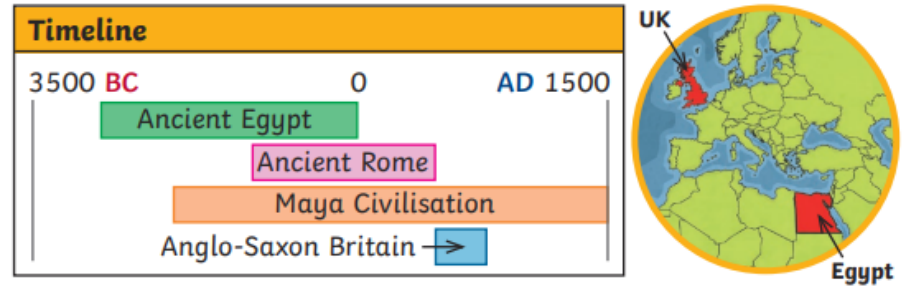 Timeline
3500 BC 0 AD 1500
Ancient Egypt
Ancient Rome
Maya Civilisation
Anglo-Saxon Britain
UK
Egypt